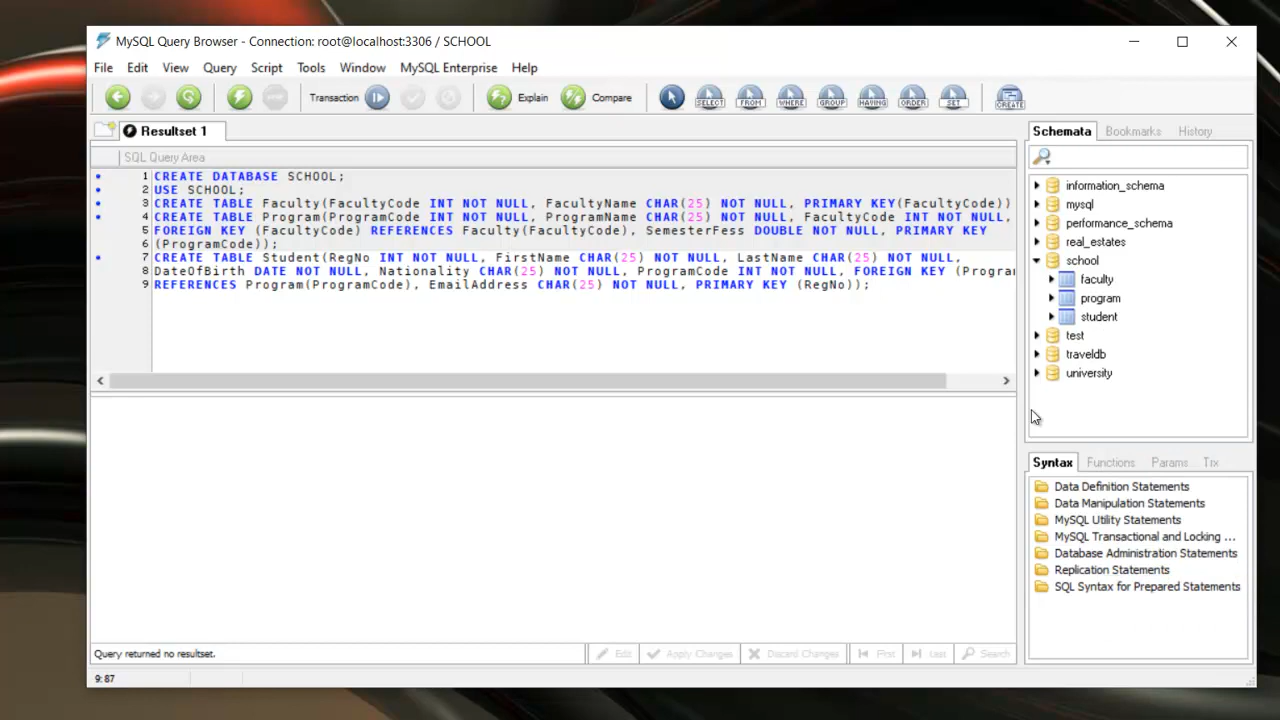 MySQL Query Browser - Connection: root@localhost:3306 / SCHOOL
File Edit View Query Script Tools Window MySQL Enterprise Help
Transaction Explain Compare SELECT FROM WHERE GROUP HAVING ORDER SET CREATE
Resultset 1
SQL Query Area
1 CREATE DATABASE SCHOOL;
2 USE SCHOOL;
3 CREATE TABLE Faculty(FacultyCode INT NOT NULL, FacultyName CHAR(25) NOT NULL, PRIMARY KEY(FacultyCode))
4 CREATE TABLE Program(ProgramCode INT NOT NULL, ProgramName CHAR(25) NOT NULL, FacultyCode INT NOT NULL,
5 FOREIGN KEY (FacultyCode) REFERENCES Faculty(FacultyCode), SemesterFess DOUBLE NOT NULL, PRIMARY KEY
6 (ProgramCode));
7 CREATE TABLE Student(RegNo INT NOT NULL, FirstName CHAR(25) NOT NULL, LastName CHAR(25) NOT NULL,
8 DateOfBirth DATE NOT NULL, Nationality CHAR(25) NOT NULL, ProgramCode INT NOT NULL, FOREIGN KEY (Program
9 REFERENCES Program(ProgramCode), EmailAddress CHAR(25) NOT NULL, PRIMARY KEY (RegNo));
Query returned no resultset.
Edit Apply Changes Discard Changes First Last Search
9: 87
Schemata Bookmarks History
information_schema
mysql
performance_schema
real_estates
school
faculty
program
student
test
traveldb
university
Syntax Functions Params Trx
Data Definition Statements
Data Manipulation Statements
MySQL Utility Statements
MySQL Transactional and Locking ...
Database Administration Statements
Replication Statements
SQL Syntax for Prepared Statements